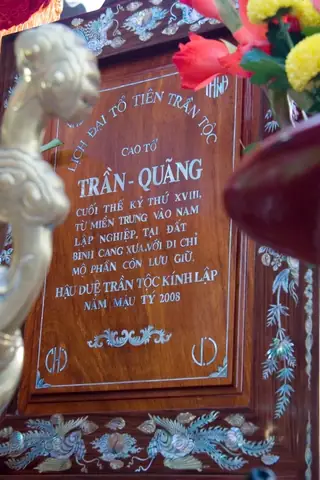 LỊCH ĐẠI TỔ TIÊN TRẦN TỘC
CAO TỔ
TRẦN - QUÃNG
CUỐI THẾ KỶ THỨ XVIII,
TỪ MIỀN TRUNG VÀO NAM
LẬP NGHIỆP, TẠI ĐẤT
BÌNH CANG XƯA, VỚI DI CHỈ
MỘ PHẦN CÒN LƯU GIỮ.
HẬU DUỆ TRẦN TỘC KÍNH LẬP
NĂM MẬU TÝ 2008